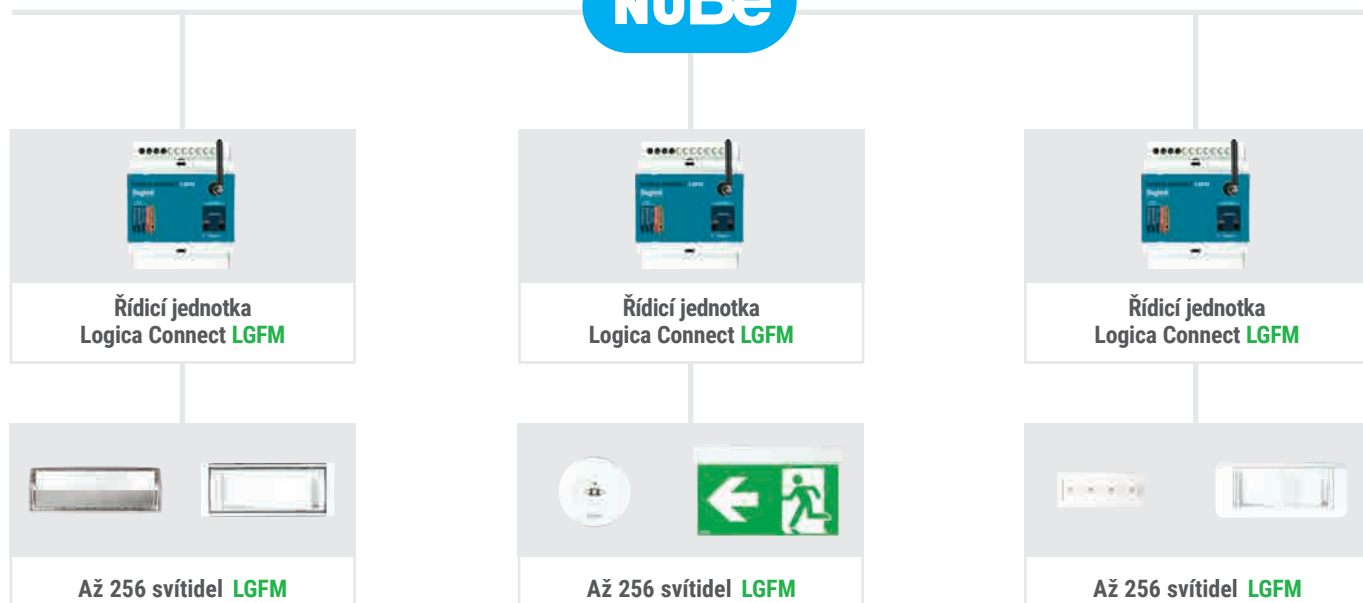 NuBe
Řídicí jednotka
Logica Connect LGFM
Řídicí jednotka
Logica Connect LGFM
Řídicí jednotka
Logica Connect LGFM
Až 256 svítidel LGFM
Až 256 svítidel LGFM
Až 256 svítidel LGFM